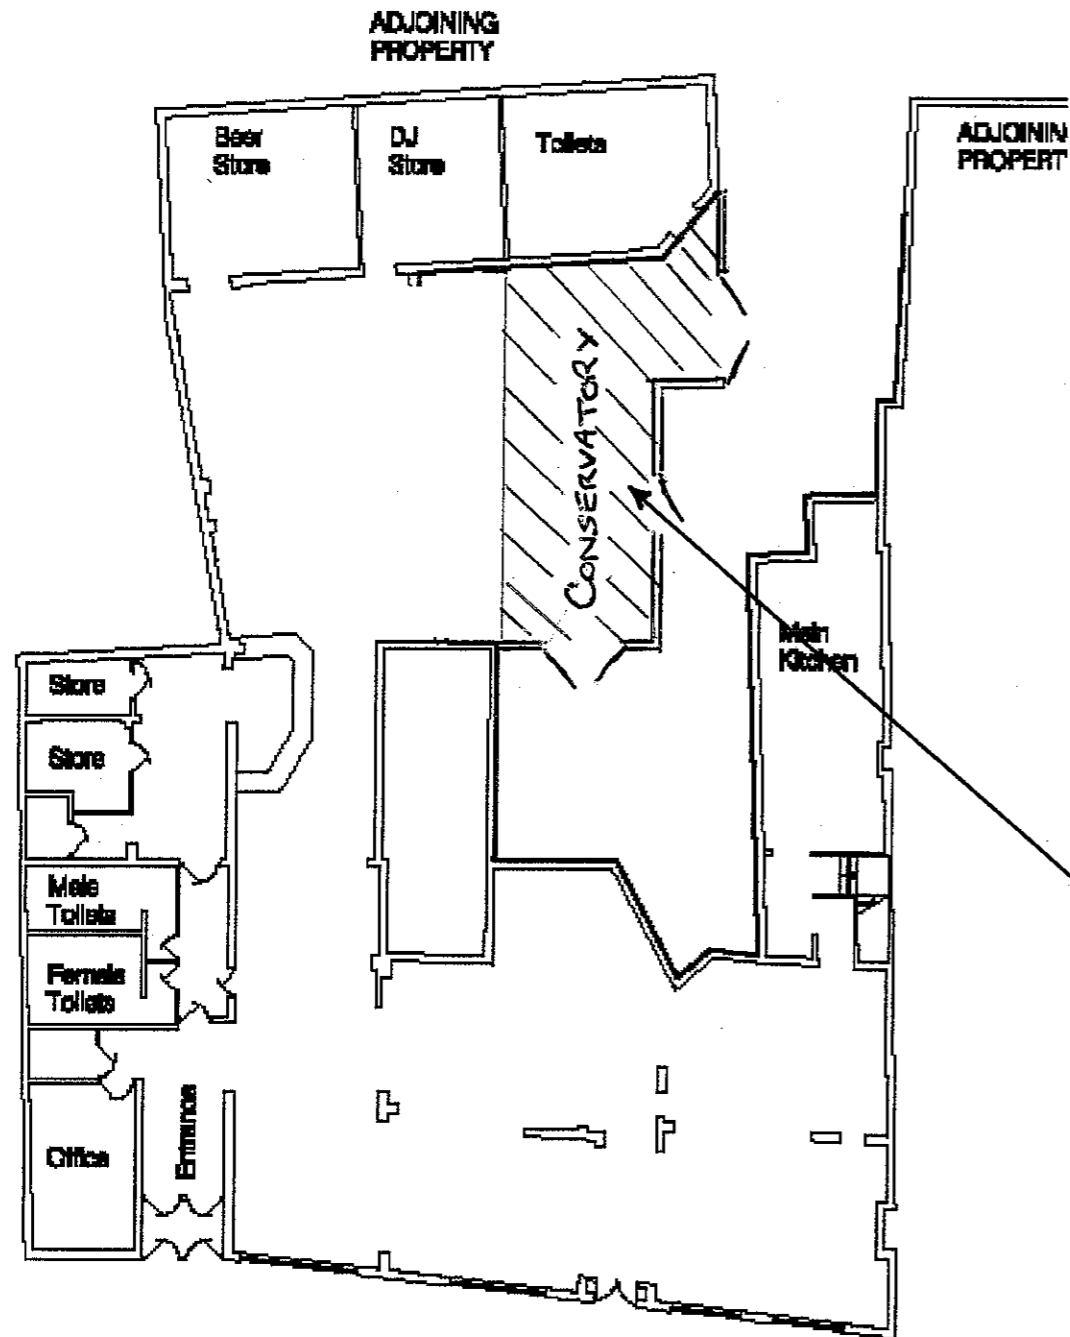 ADJOINING
PROPERTY
ADJOININ
PROPERT
Beer
Store
DJ
Store
Toilets
CONSERVATORY
Main
Kitchen
Store
Store
Male
Toilets
Female
Toilets
Entrance
Office